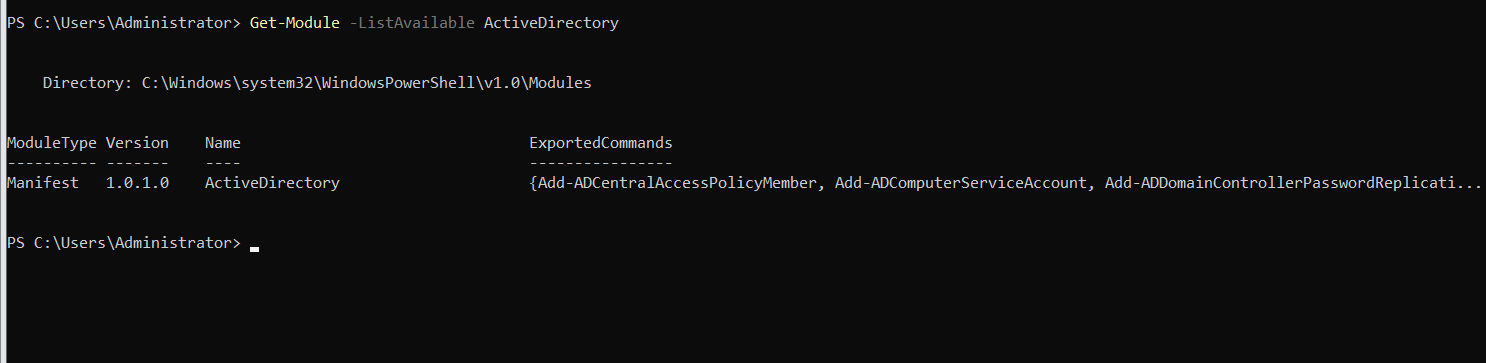 PS C:\Users\Administrator> Get-Module -ListAvailable ActiveDirectory
Directory: C:\Windows\system32\WindowsPowerShell\v1.0\Modules
ModuleType Version    Name                                ExportedCommands
---------- -------    ----                                ----------------
Manifest   1.0.1.0    ActiveDirectory                     {Add-ADCentralAccessPolicyMember, Add-ADComputerServiceAccount, Add-ADDomainControllerPasswordReplicati...
PS C:\Users\Administrator>